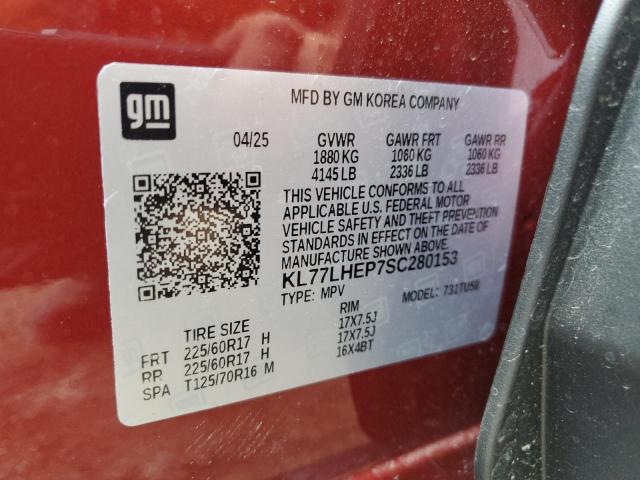 gm
MFD BY GM KOREA COMPANY
04/25 GVWR GAWR FRT GAWR RR
1880 KG 1060 KG 1060 KG
4145 LB 2336 LB 2336 LB
THIS VEHICLE CONFORMS TO ALL
APPLICABLE U.S. FEDERAL MOTOR
VEHICLE SAFETY AND THEFT PREVENTION
STANDARDS IN EFFECT ON THE DATE OF
MANUFACTURE SHOWN ABOVE.
KL77LHEP7SC280153
TYPE: MPV MODEL: 731TU58
TIRE SIZE RIM
FRT 225/60R17 H 17X7.5J
RR 225/60R17 H 17X7.5J
SPA T125/70R16 M 16X4BT